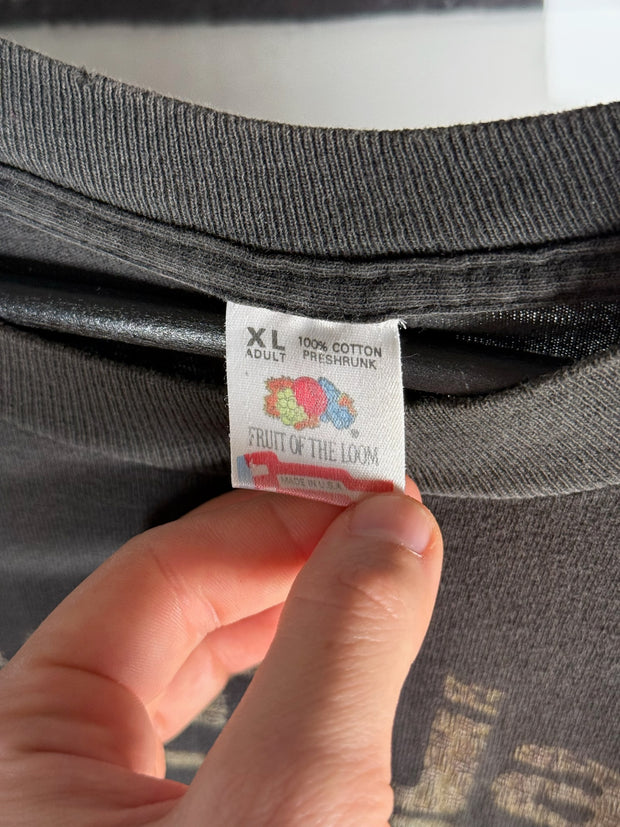 XL 100% COTTON
ADULT PRESHRUNK
®
FRUIT OF THE LOOM
MADE IN U.S.A.